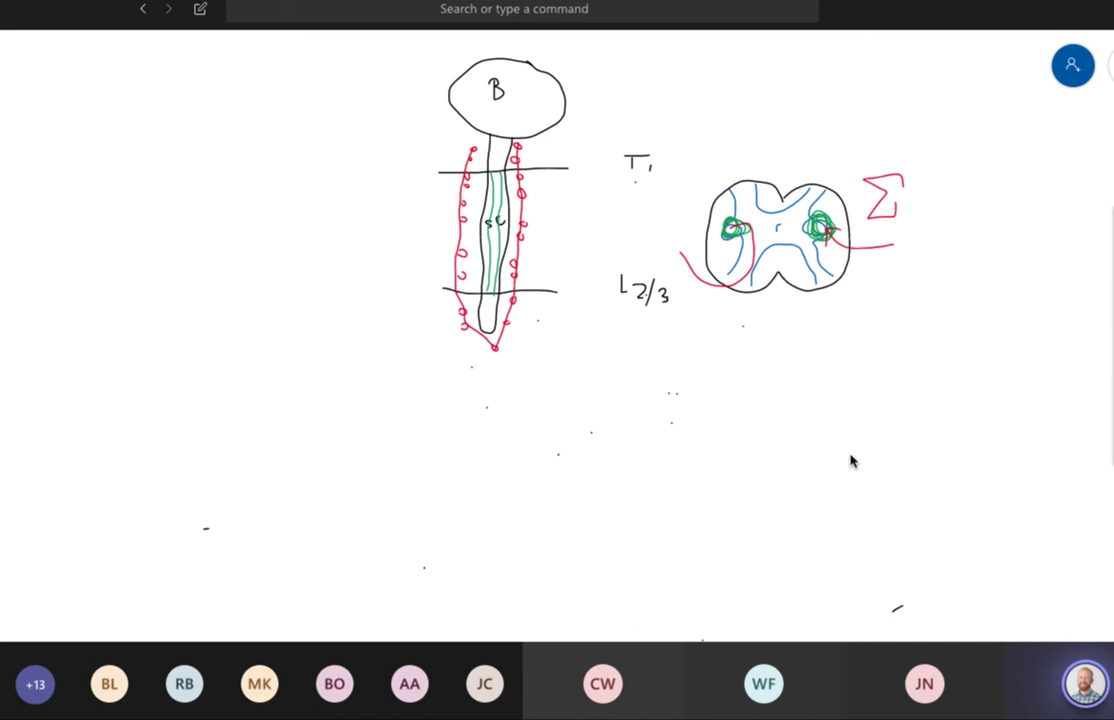 Search or type a command
B
T1
SC
Σ
L2/3
+13
BL
RB
MK
BO
AA
JC
CW
WF
JN